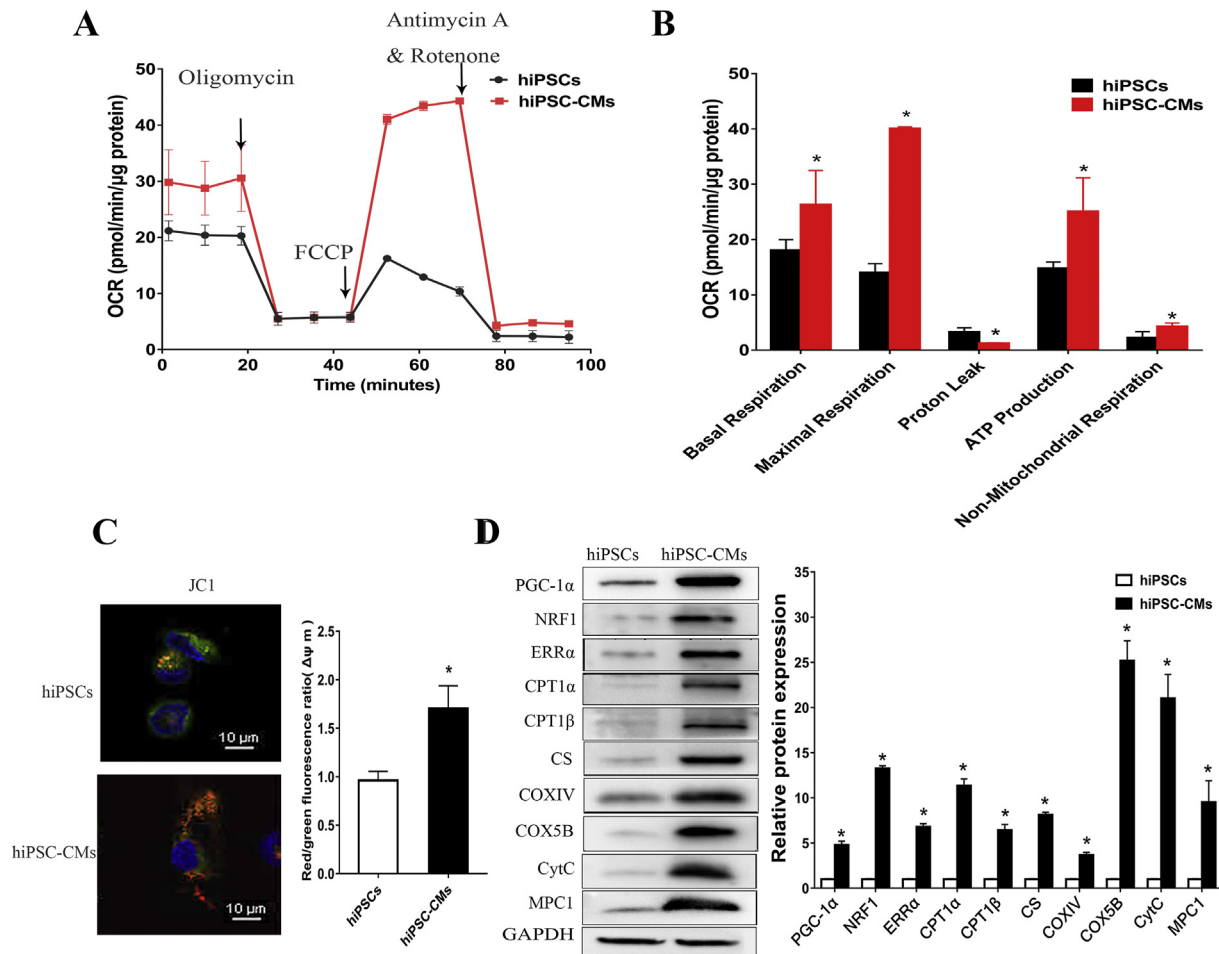 A
Antimycin A
& Rotenone
Oligomycin
FCCP
hiPSCs
hiPSC-CMs
OCR (pmol/min/µg protein)
50
40
30
20
10
0
0 20 40 60 80 100
Time (minutes)
B
hiPSCs
hiPSC-CMs
OCR (pmol/min/µg protein)
50
40
30
20
10
0
* * * * *
Basal Respiration
Maximal Respiration
Proton Leak
ATP Production
Non-Mitochondrial Respiration
C
JC1
hiPSCs
10 µm
hiPSC-CMs
10 µm
Red/green fluorescence ratio( Δψ m )
2.5
2.0
1.5
1.0
0.5
0.0
*
hiPSCs
hiPSC-CMs
D
hiPSCs hiPSC-CMs
PGC-1α
NRF1
ERRα
CPT1α
CPT1β
CS
COXIV
COX5B
CytC
MPC1
GAPDH
hiPSCs
hiPSC-CMs
Relative protein expression
35
30
25
20
15
10
5
0
* * * * * * * * * *
PGC-1α
NRF1
ERRα
CPT1α
CPT1β
CS
COXIV
COX5B
CytC
MPC1